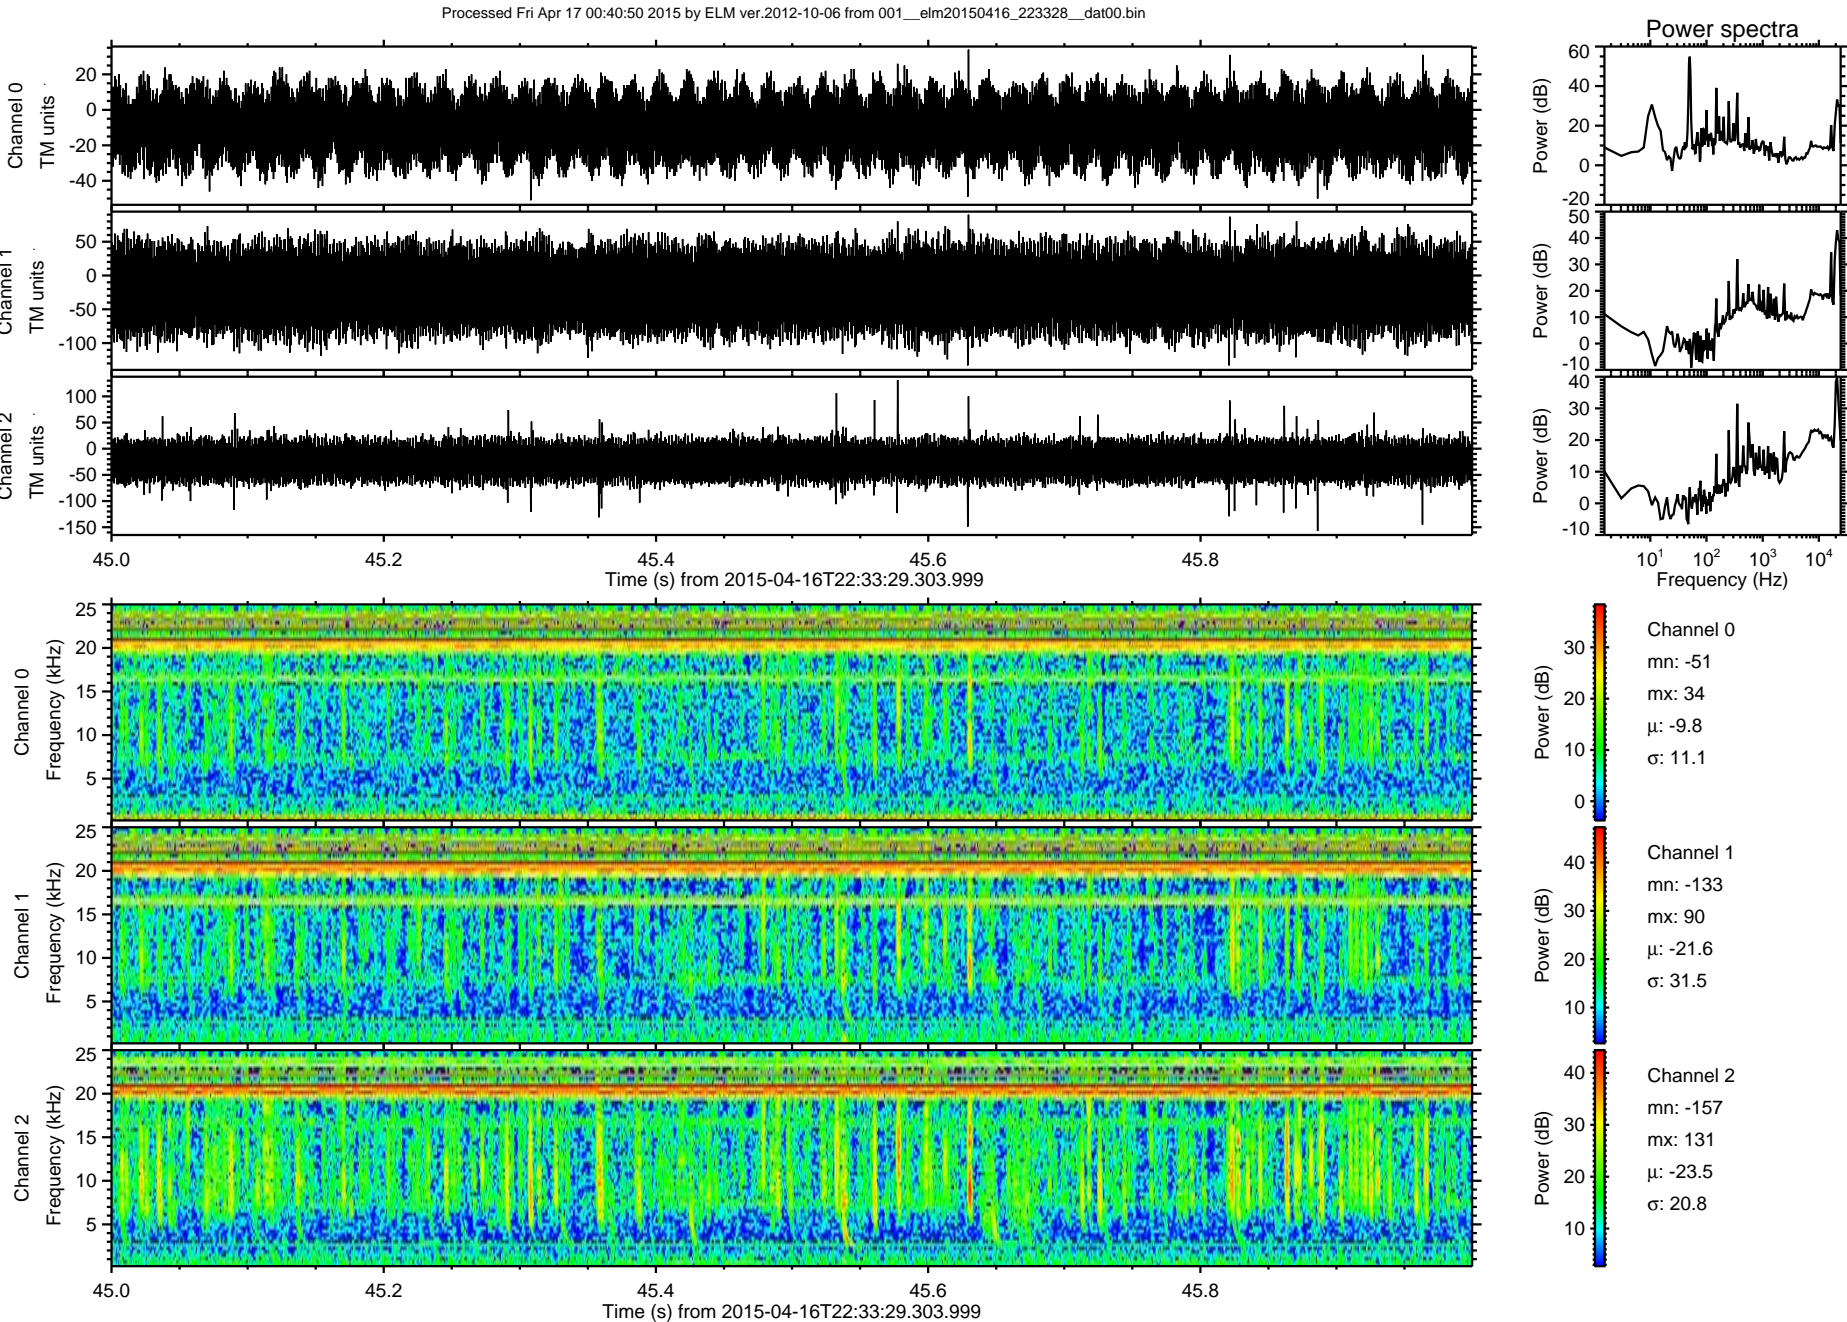 Processed Fri Apr 17 00:40:50 2015 by ELM ver.2012-10-06 from 001__elm20150416_223328__dat00.bin
Power spectra
Channel 0
TM units
20
0
-20
-40
Power (dB)
60
40
20
0
-20
Channel 1
TM units
50
0
-50
-100
Power (dB)
50
40
30
20
10
0
-10
Channel 2
TM units
100
50
0
-50
-100
-150
Power (dB)
40
30
20
10
0
-10
45.0 45.2 45.4 45.6 45.8
Time (s) from 2015-04-16T22:33:29.303.999
10¹ 10² 10³ 10⁴
Frequency (Hz)
Channel 0
Frequency (kHz)
25
20
15
10
5
Power (dB)
30
20
10
0
Channel 0
mn: -51
mx: 34
μ: -9.8
σ: 11.1
Channel 1
Frequency (kHz)
25
20
15
10
5
Power (dB)
40
30
20
10
Channel 1
mn: -133
mx: 90
μ: -21.6
σ: 31.5
Channel 2
Frequency (kHz)
25
20
15
10
5
Power (dB)
40
30
20
10
Channel 2
mn: -157
mx: 131
μ: -23.5
σ: 20.8
45.0 45.2 45.4 45.6 45.8
Time (s) from 2015-04-16T22:33:29.303.999